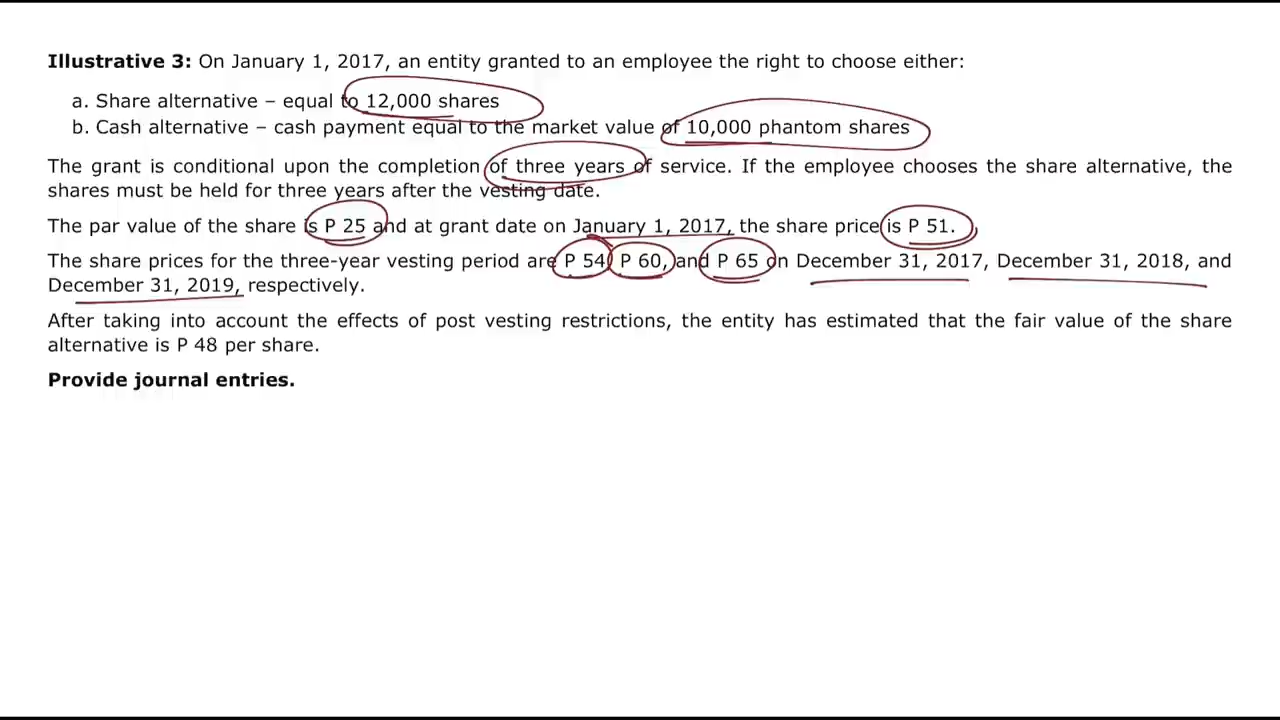 Illustrative 3: On January 1, 2017, an entity granted to an employee the right to choose either:
a. Share alternative – equal to 12,000 shares
b. Cash alternative – cash payment equal to the market value of 10,000 phantom shares
The grant is conditional upon the completion of three years of service. If the employee chooses the share alternative, the
shares must be held for three years after the vesting date.
The par value of the share is P 25 and at grant date on January 1, 2017, the share price is P 51.
The share prices for the three-year vesting period are P 54, P 60, and P 65 on December 31, 2017, December 31, 2018, and
December 31, 2019, respectively.
After taking into account the effects of post vesting restrictions, the entity has estimated that the fair value of the share
alternative is P 48 per share.
Provide journal entries.